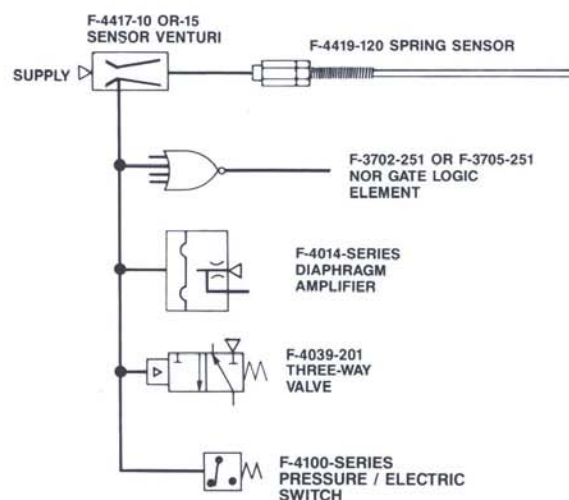 F-4417-10 OR-15
SENSOR VENTURI
F-4419-120 SPRING SENSOR
SUPPLY
F-3702-251 OR F-3705-251
NOR GATE LOGIC
ELEMENT
F-4014-SERIES
DIAPHRAGM
AMPLIFIER
F-4039-201
THREE-WAY
VALVE
F-4100-SERIES
PRESSURE / ELECTRIC
SWITCH